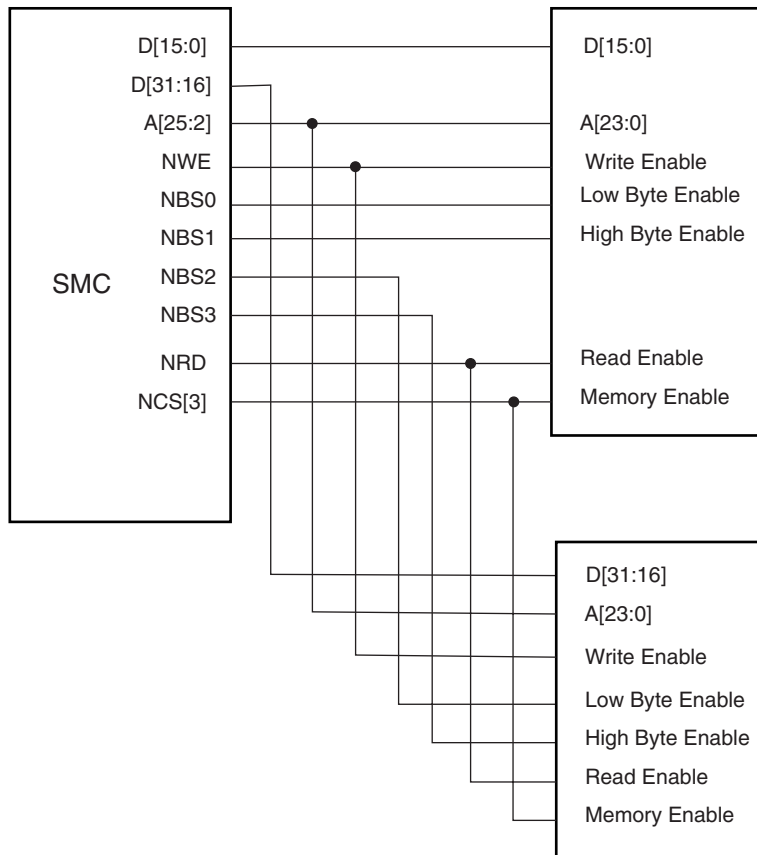 D[15:0]
D[31:16]
A[25:2]
NWE
NBS0
NBS1
NBS2
NBS3
NRD
NCS[3]
SMC
D[15:0]
A[23:0]
Write Enable
Low Byte Enable
High Byte Enable
Read Enable
Memory Enable
D[31:16]
A[23:0]
Write Enable
Low Byte Enable
High Byte Enable
Read Enable
Memory Enable